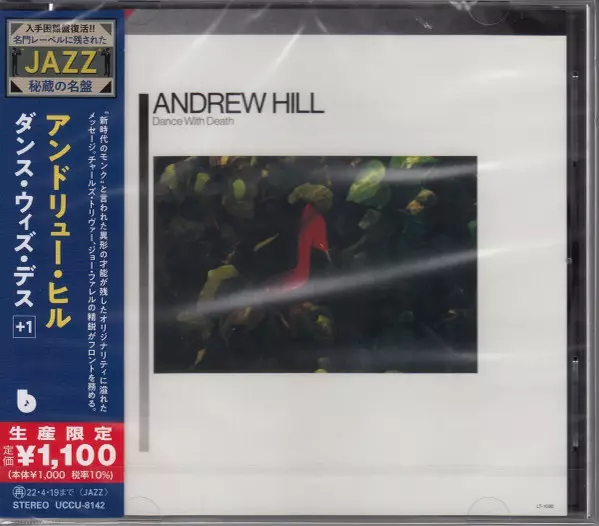 入手困難盤復活!!
名門レーベルに残された
JAZZ
秘蔵の名盤
アンドリュー・ヒル
ダンス・ウィズ・デス +1
"新時代のモンク"と言われた異形の才能が残したオリジナリティに溢れた
メッセージ。チャールズ・トリヴァー、ジョー・ファレルの精鋭がフロントを務める。
生産限定
定価 ¥1,100
(本体¥1,000 税率10%)
再 22・4・19まで 〈JAZZ〉
STEREO UCCU-8142
ANDREW HILL
Dance With Death